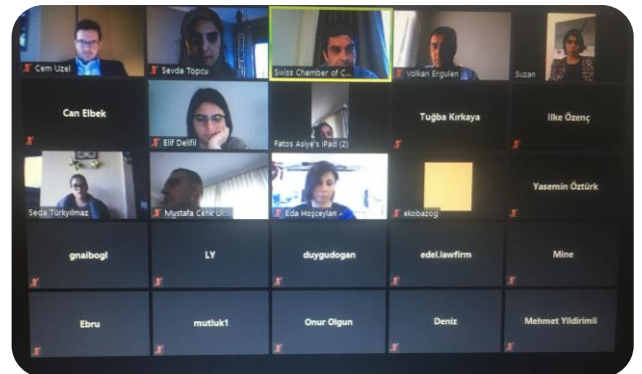 Cem Uzel
Sevda Topcu
Swiss Chamber of C...
Volkan Ergulen
Suzan
Can Elbek
Elif Delifil
Fatos Asiye's iPad (2)
Tuğba Kırkaya
Ilke Özenç
Seda Türkyılmaz
Mustafa Cenk
Eda Hoşceylan
ekobazog
Yasemin Öztürk
gnaibogl
LY
duygudogan
edel.lawfirm
Mine
Ebru
mutluk1
Onur Olgun
Deniz
Mehmet Yildirimli